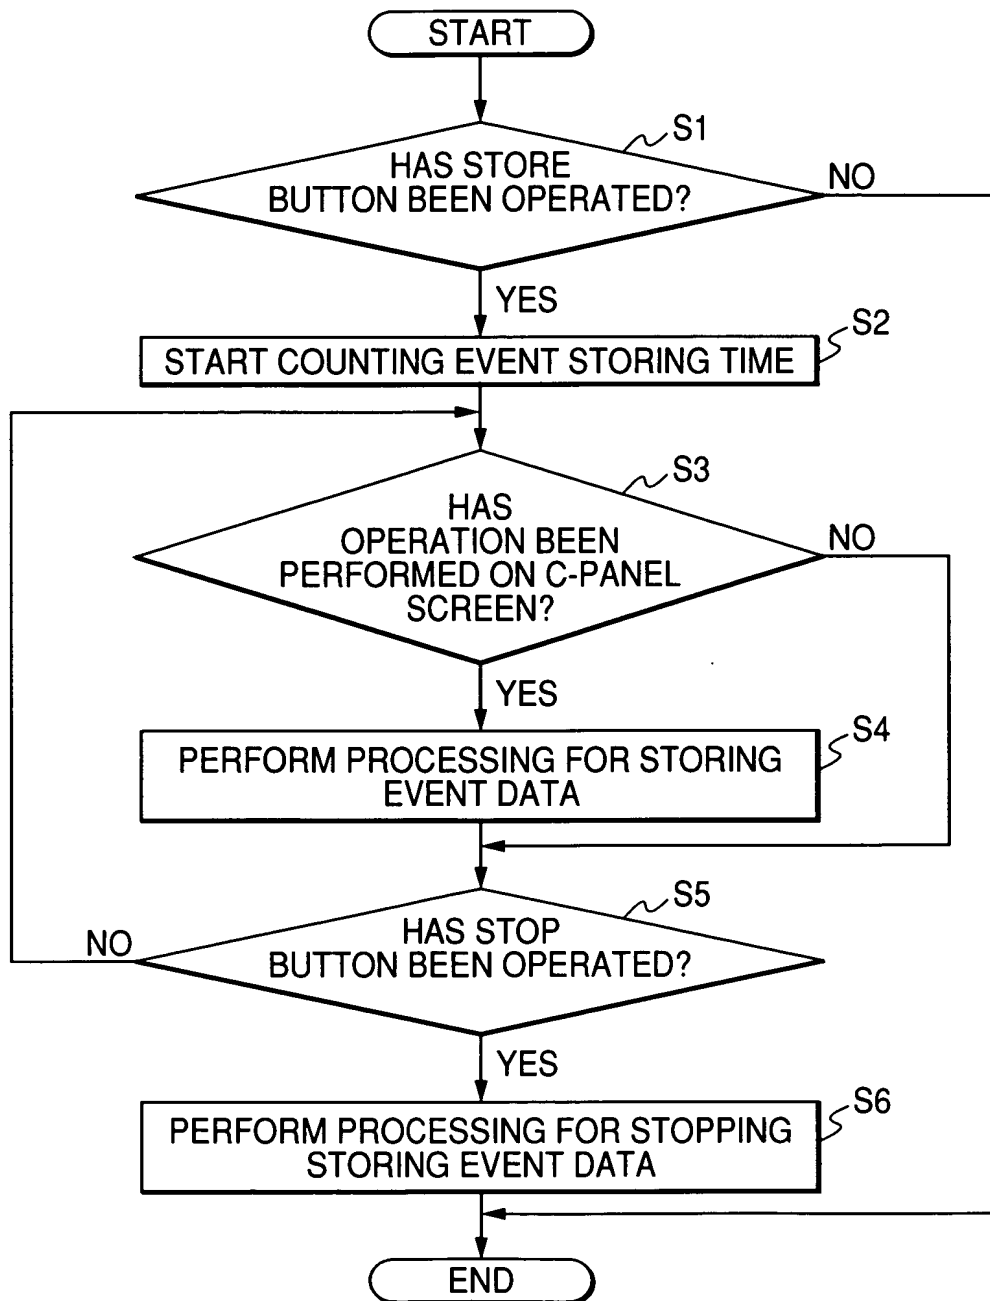 START
S1
HAS STORE
BUTTON BEEN OPERATED?
NO
YES
S2
START COUNTING EVENT STORING TIME
S3
HAS
OPERATION BEEN
PERFORMED ON C-PANEL
SCREEN?
NO
YES
S4
PERFORM PROCESSING FOR STORING
EVENT DATA
S5
HAS STOP
BUTTON BEEN OPERATED?
NO
YES
S6
PERFORM PROCESSING FOR STOPPING
STORING EVENT DATA
END